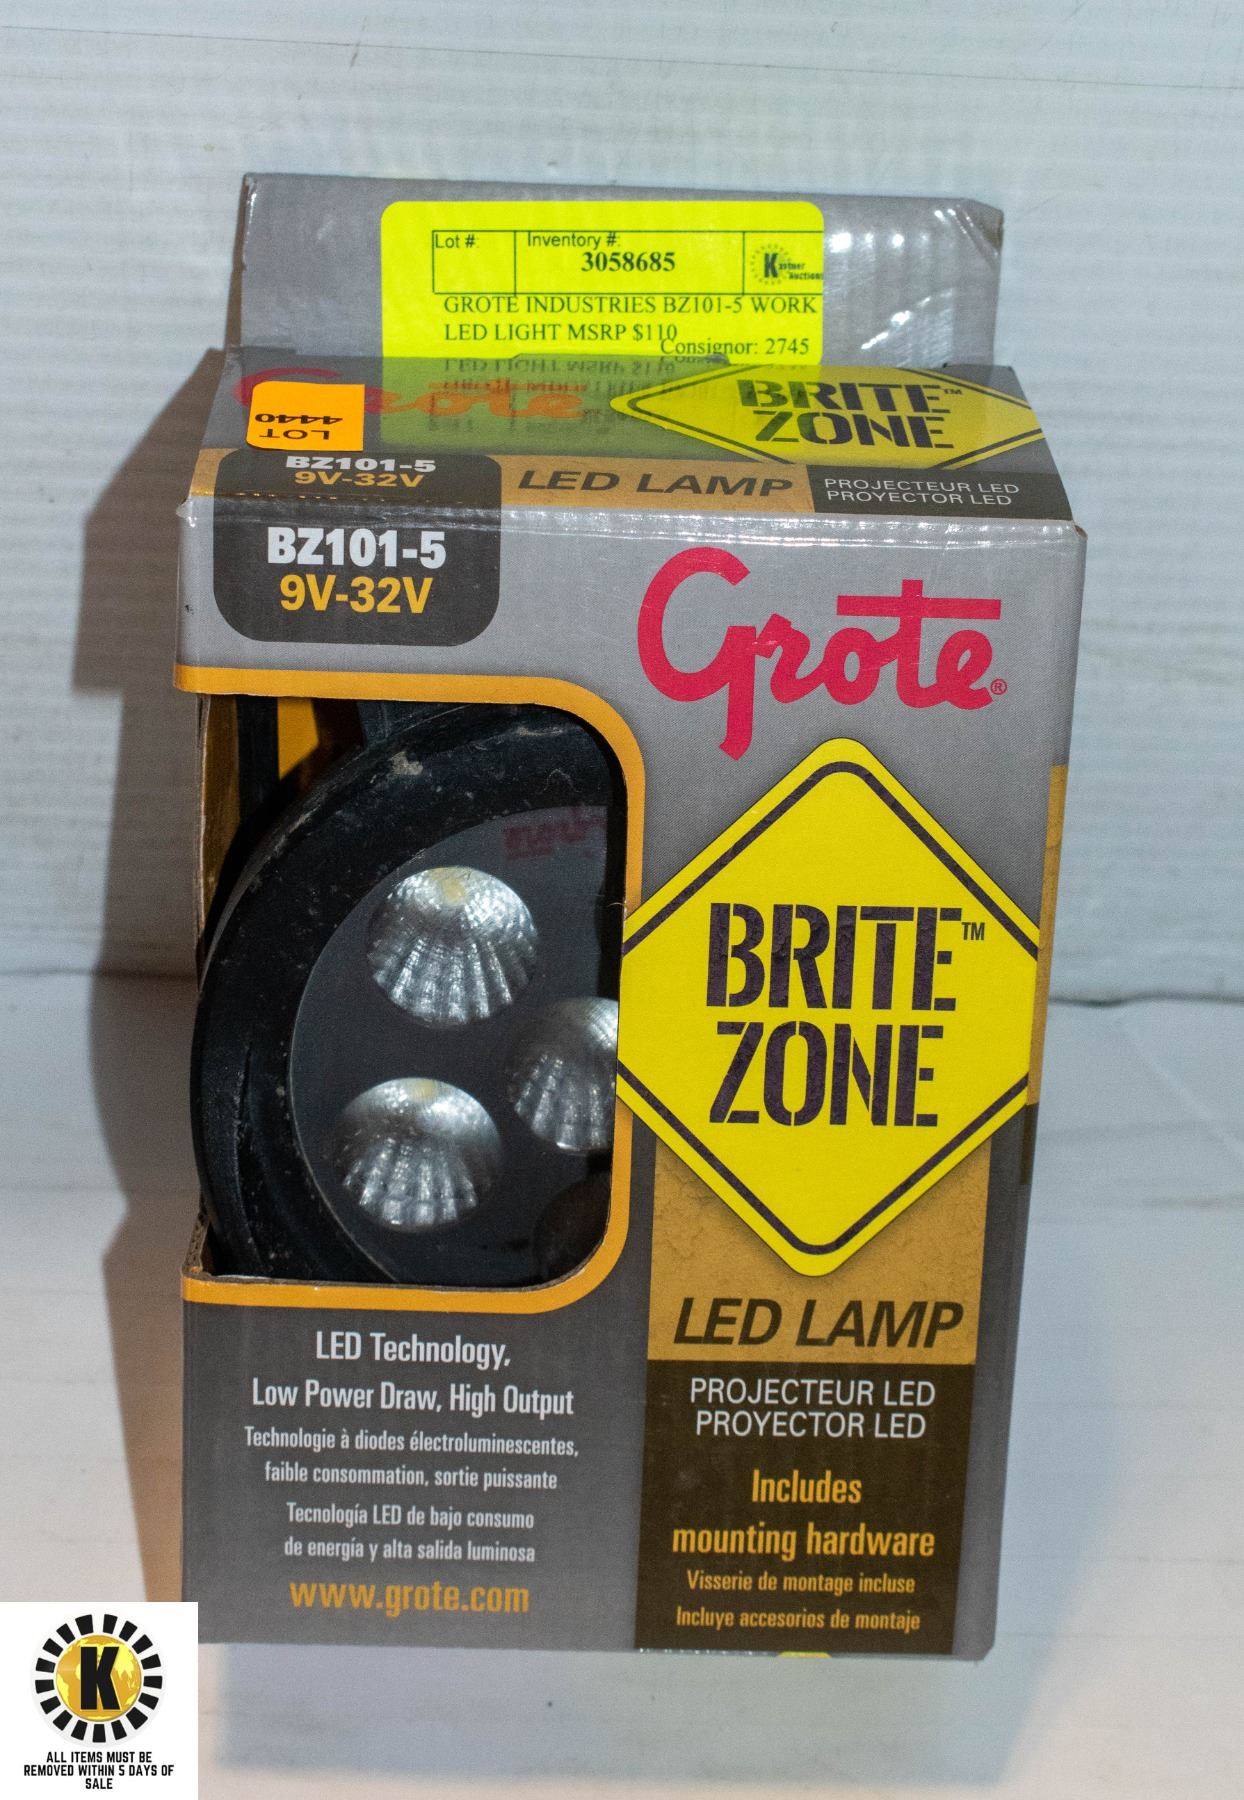 Lot #:
Inventory #:
3058685
Kastner
Auctions
GROTE INDUSTRIES BZ101-5 WORK
LED LIGHT MSRP $110
Consignor: 2745
Grote
LOT
4440
BRITE™
ZONE
BZ101-5
9V-32V
LED LAMP
PROJECTEUR LED
PROYECTOR LED
BZ101-5
9V-32V
Grote®
BRITE™
ZONE
LED LAMP
PROJECTEUR LED
PROYECTOR LED
Includes
mounting hardware
Visserie de montage incluse
Incluye accesorios de montaje
LED Technology,
Low Power Draw, High Output
Technologie à diodes électroluminescentes,
faible consommation, sortie puissante
Tecnología LED de bajo consumo
de energía y alta salida luminosa
www.grote.com
K
ALL ITEMS MUST BE
REMOVED WITHIN 5 DAYS OF
SALE